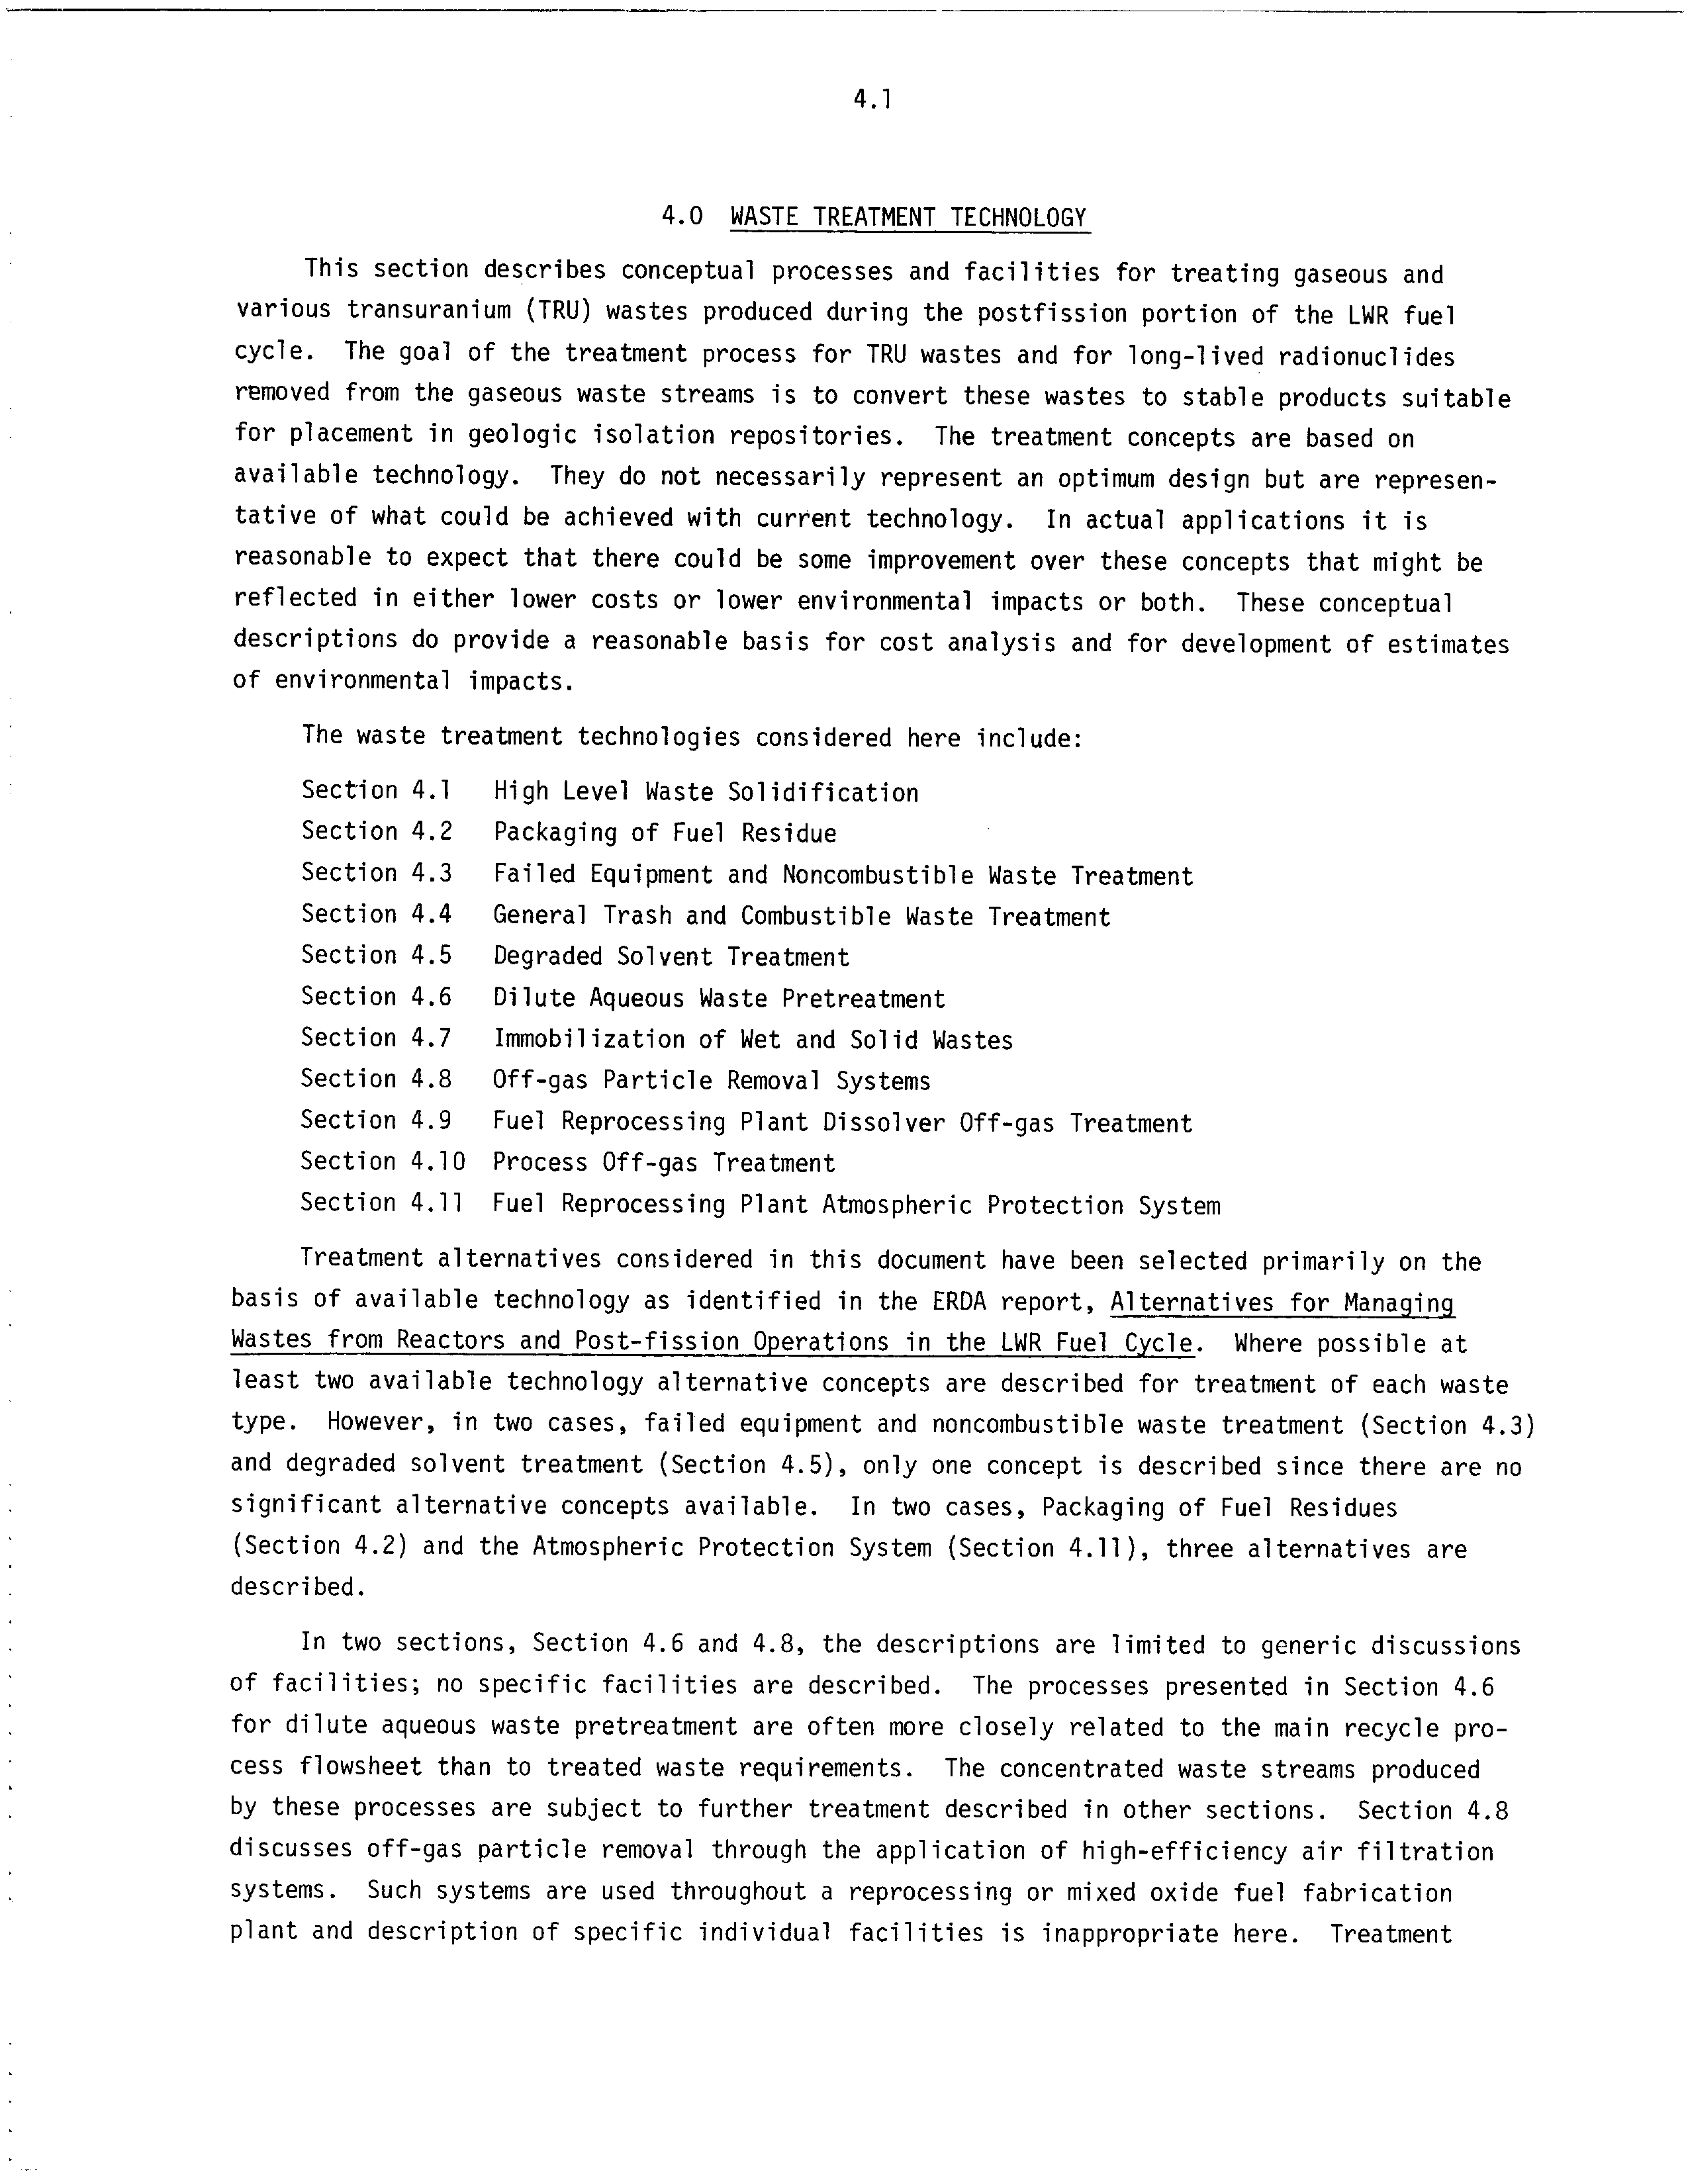 4.1
4.0 WASTE TREATMENT TECHNOLOGY
This section describes conceptual processes and facilities for treating gaseous and
various transuranium (TRU) wastes produced during the postfission portion of the LWR fuel
cycle. The goal of the treatment process for TRU wastes and for long-lived radionuclides
removed from the gaseous waste streams is to convert these wastes to stable products suitable
for placement in geologic isolation repositories. The treatment concepts are based on
available technology. They do not necessarily represent an optimum design but are represen-
tative of what could be achieved with current technology. In actual applications it is
reasonable to expect that there could be some improvement over these concepts that might be
reflected in either lower costs or lower environmental impacts or both. These conceptual
descriptions do provide a reasonable basis for cost analysis and for development of estimates
of environmental impacts.
The waste treatment technologies considered here include:
Section 4.1 High Level Waste Solidification
Section 4.2 Packaging of Fuel Residue
Section 4.3 Failed Equipment and Noncombustible Waste Treatment
Section 4.4 General Trash and Combustible Waste Treatment
Section 4.5 Degraded Solvent Treatment
Section 4.6 Dilute Aqueous Waste Pretreatment
Section 4.7 Immobilization of Wet and Solid Wastes
Section 4.8 Off-gas Particle Removal Systems
Section 4.9 Fuel Reprocessing Plant Dissolver Off-gas Treatment
Section 4.10 Process Off-gas Treatment
Section 4.11 Fuel Reprocessing Plant Atmospheric Protection System
Treatment alternatives considered in this document have been selected primarily on the
basis of available technology as identified in the ERDA report, Alternatives for Managing
Wastes from Reactors and Post-fission Operations in the LWR Fuel Cycle. Where possible at
least two available technology alternative concepts are described for treatment of each waste
type. However, in two cases, failed equipment and noncombustible waste treatment (Section 4.3)
and degraded solvent treatment (Section 4.5), only one concept is described since there are no
significant alternative concepts available. In two cases, Packaging of Fuel Residues
(Section 4.2) and the Atmospheric Protection System (Section 4.11), three alternatives are
described.
In two sections, Section 4.6 and 4.8, the descriptions are limited to generic discussions
of facilities; no specific facilities are described. The processes presented in Section 4.6
for dilute aqueous waste pretreatment are often more closely related to the main recycle pro-
cess flowsheet than to treated waste requirements. The concentrated waste streams produced
by these processes are subject to further treatment described in other sections. Section 4.8
discusses off-gas particle removal through the application of high-efficiency air filtration
systems. Such systems are used throughout a reprocessing or mixed oxide fuel fabrication
plant and description of specific individual facilities is inappropriate here. Treatment